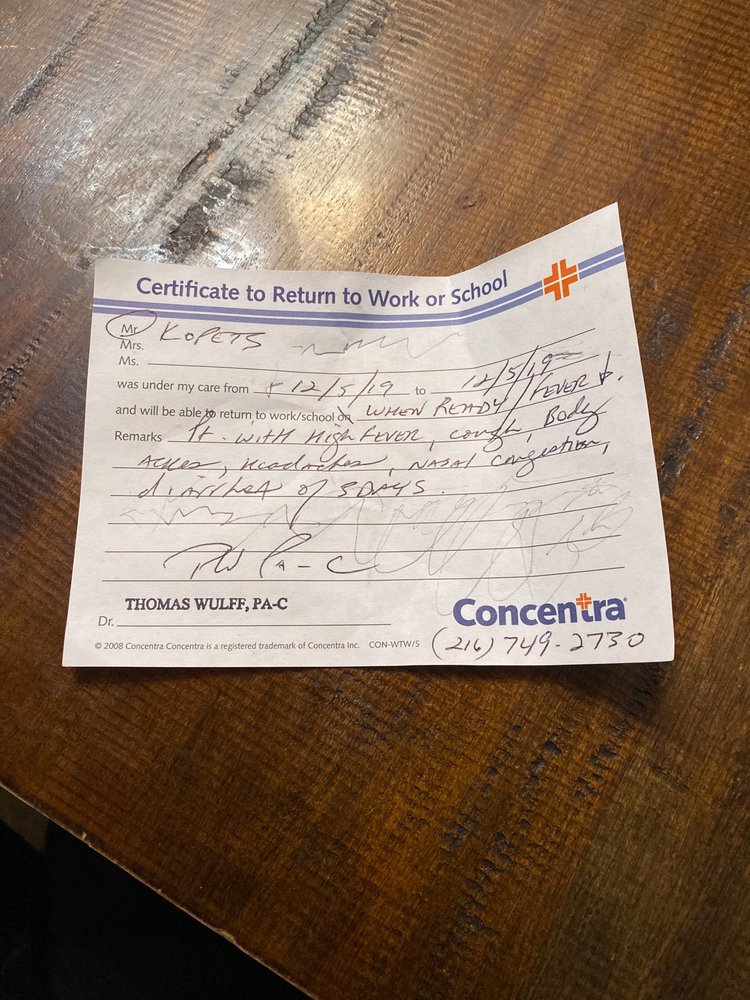 Certificate to Return to Work or School
Mr. KOPETS
Mrs.
Ms.
was under my care from 12/5/19 to 12/5/19
and will be able to return to work/school on WHEN READY / FEVER ↓.
Remarks Pt. with High FEVER, cough, Body
Aches, Headaches, NASAL Congestion,
diarrhea of 3 DAYS.
PA-C
THOMAS WULFF, PA-C
Dr.
Concentra
© 2008 Concentra Concentra is a registered trademark of Concentra Inc. CON-WTW/S (216) 749-2730